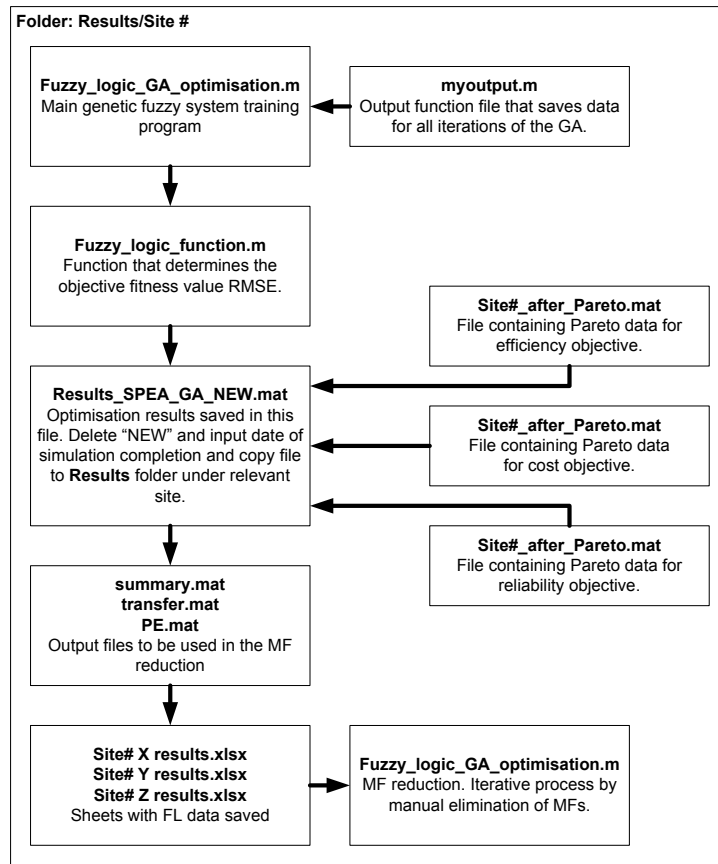 Folder: Results/Site #
Fuzzy_logic_GA_optimisation.m
Main genetic fuzzy system training
program
myoutput.m
Output function file that saves data
for all iterations of the GA.
Fuzzy_logic_function.m
Function that determines the
objective fitness value RMSE.
Site#_after_Pareto.mat
File containing Pareto data for
efficiency objective.
Results_SPEA_GA_NEW.mat
Optimisation results saved in this
file. Delete “NEW” and input date of
simulation completion and copy file
to Results folder under relevant
site.
Site#_after_Pareto.mat
File containing Pareto data
for cost objective.
Site#_after_Pareto.mat
File containing Pareto data for
reliability objective.
summary.mat
transfer.mat
PE.mat
Output files to be used in the MF
reduction
Site# X results.xlsx
Site# Y results.xlsx
Site# Z results.xlsx
Sheets with FL data saved
Fuzzy_logic_GA_optimisation.m
MF reduction. Iterative process by
manual elimination of MFs.